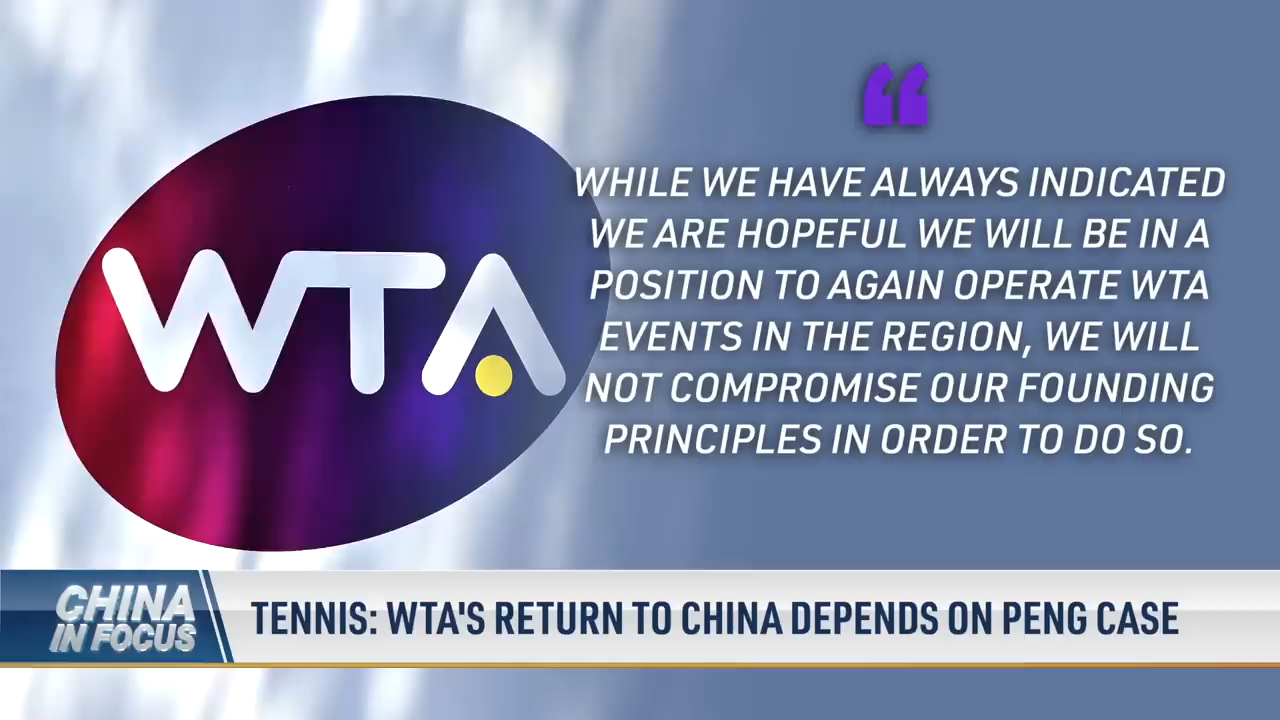 WTA
“
WHILE WE HAVE ALWAYS INDICATED
WE ARE HOPEFUL WE WILL BE IN A
POSITION TO AGAIN OPERATE WTA
EVENTS IN THE REGION, WE WILL
NOT COMPROMISE OUR FOUNDING
PRINCIPLES IN ORDER TO DO SO.
CHINA
IN FOCUS
TENNIS: WTA'S RETURN TO CHINA DEPENDS ON PENG CASE